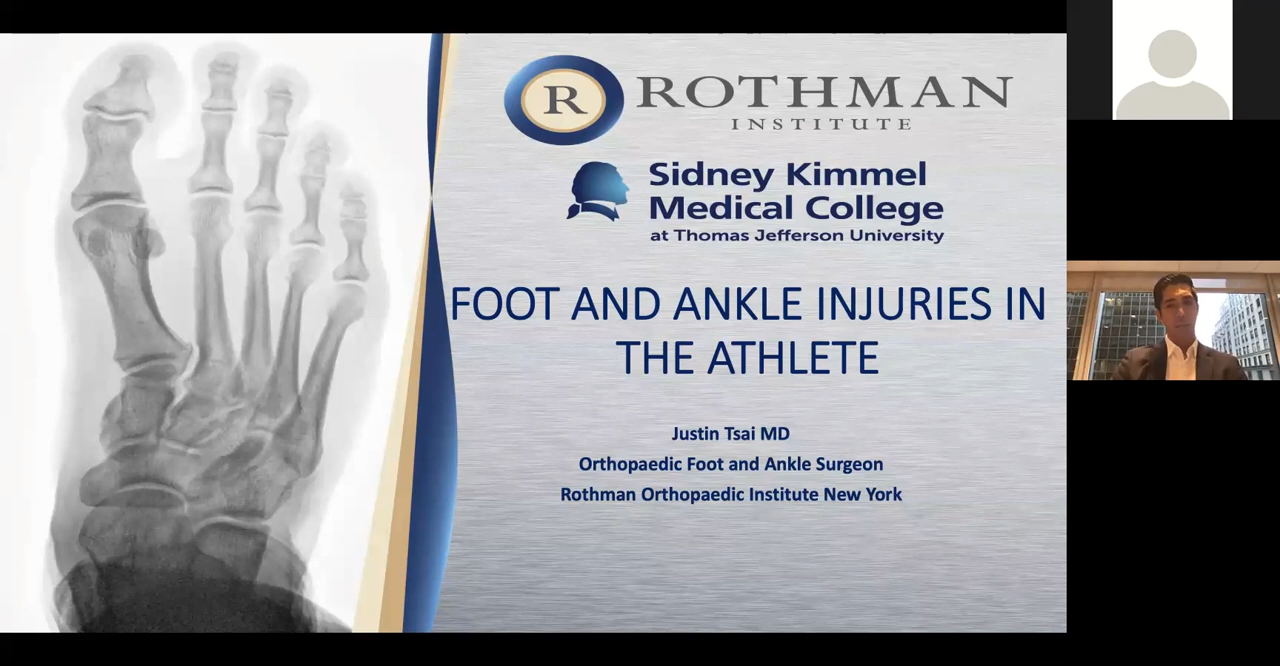 R ROTHMAN
INSTITUTE
Sidney Kimmel
Medical College
at Thomas Jefferson University
FOOT AND ANKLE INJURIES IN
THE ATHLETE
Justin Tsai MD
Orthopaedic Foot and Ankle Surgeon
Rothman Orthopaedic Institute New York